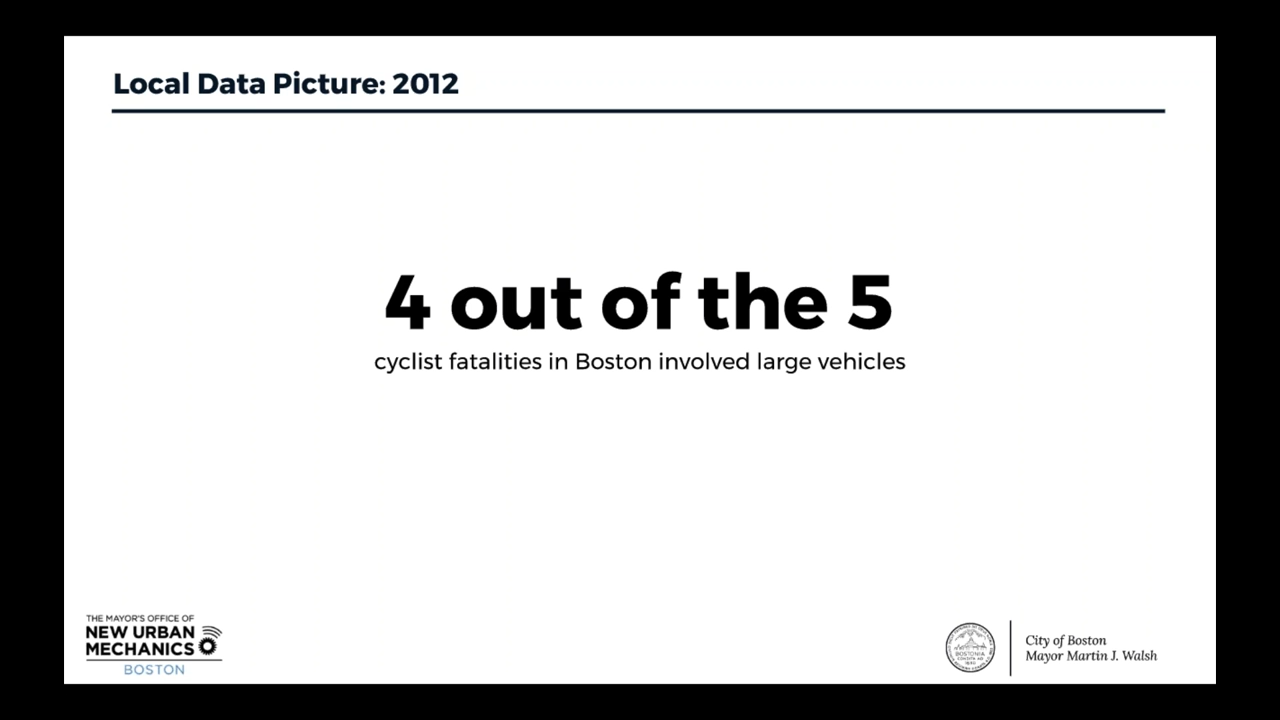 Local Data Picture: 2012
4 out of the 5
cyclist fatalities in Boston involved large vehicles
THE MAYOR'S OFFICE OF
NEW URBAN
MECHANICS
BOSTON
BOSTONIA
City of Boston
Mayor Martin J. Walsh